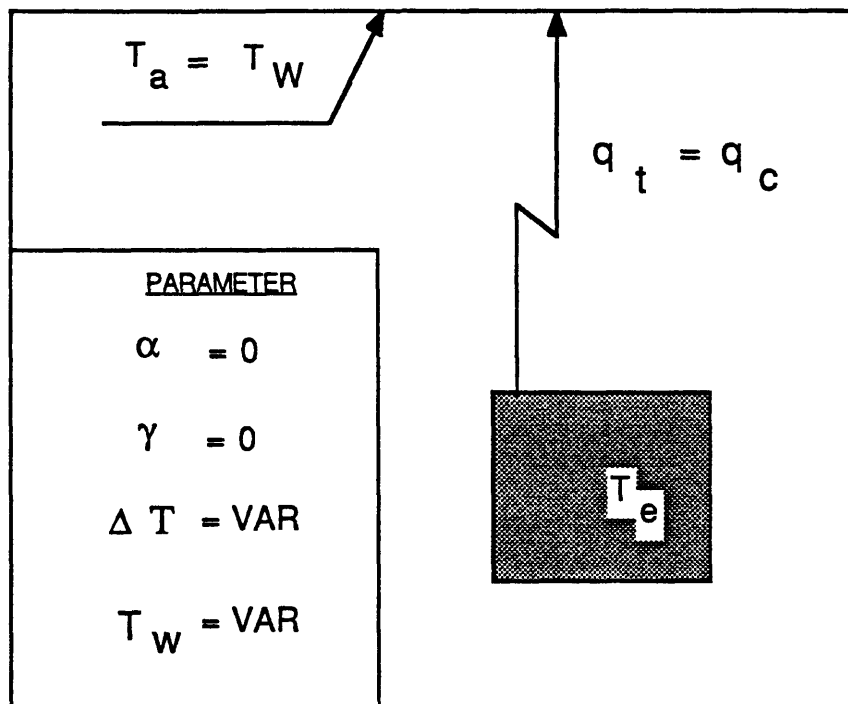 T a = T W
q t = q c
PARAMETER
α = 0
γ = 0
Δ T = VAR
T w = VAR
T e